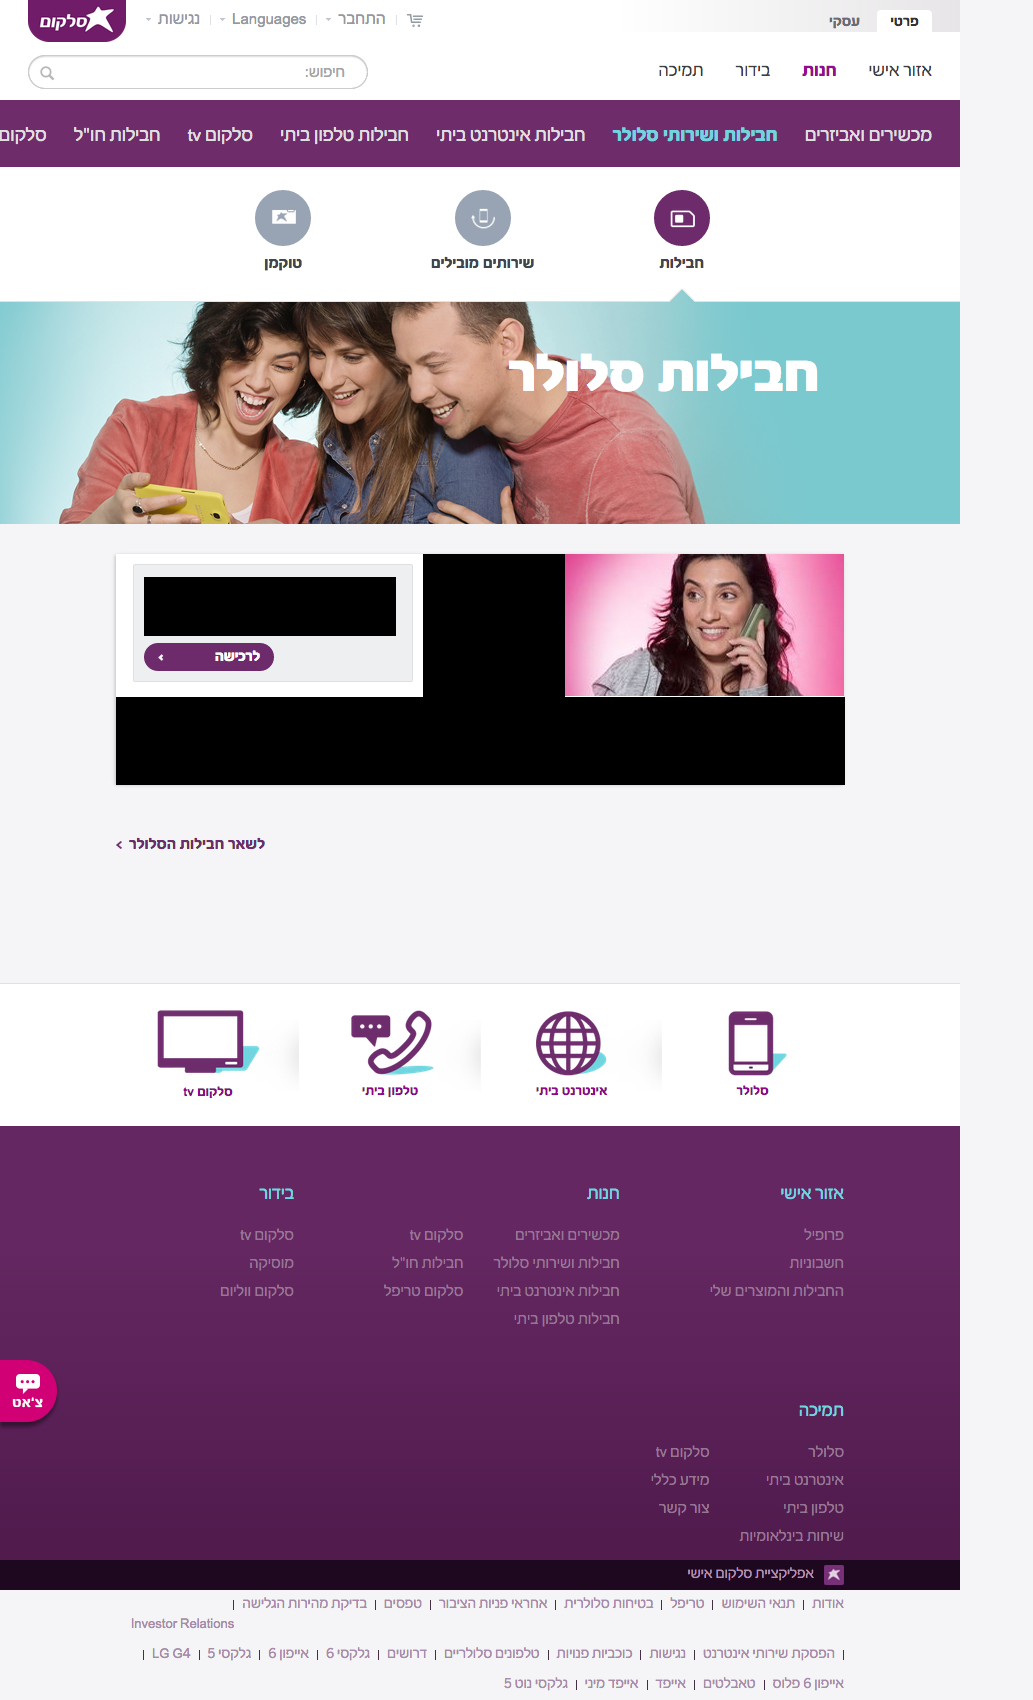 פרטי
עסקי
התחבר
Languages
נגישות
סלקום
אזור אישי
חנות
בידור
תמיכה
חיפוש:
מכשירים ואביזרים
חבילות ושירותי סלולר
חבילות אינטרנט ביתי
חבילות טלפון ביתי
סלקום tv
חבילות חו"ל
סלקום
חבילות
שירותים מובילים
טוקמן
חבילות סלולר
לרכישה
לשאר חבילות הסלולר
סלולר
אינטרנט ביתי
טלפון ביתי
סלקום tv
אזור אישי
פרופיל
חשבוניות
החבילות והמוצרים שלי
חנות
מכשירים ואביזרים
חבילות ושירותי סלולר
חבילות אינטרנט ביתי
חבילות טלפון ביתי
סלקום tv
חבילות חו"ל
סלקום טריפל
בידור
סלקום tv
מוסיקה
סלקום ווליום
צ'אט
תמיכה
סלולר
אינטרנט ביתי
טלפון ביתי
שיחות בינלאומיות
סלקום tv
מידע כללי
צור קשר
אפליקציית סלקום אישי
אודות | תנאי השימוש | טריפל | בטיחות סלולרית | אחראי פניות הציבור | טפסים | בדיקת מהירות הגלישה |
Investor Relations
| הפסקת שירותי אינטרנט | נגישות | כוכביות פנויות | טלפונים סלולריים | דרושים | גלקסי 6 | אייפון 6 | גלקסי 5 | LG G4 |
אייפון 6 פלוס | טאבלטים | אייפד | אייפד מיני | גלקסי נוט 5